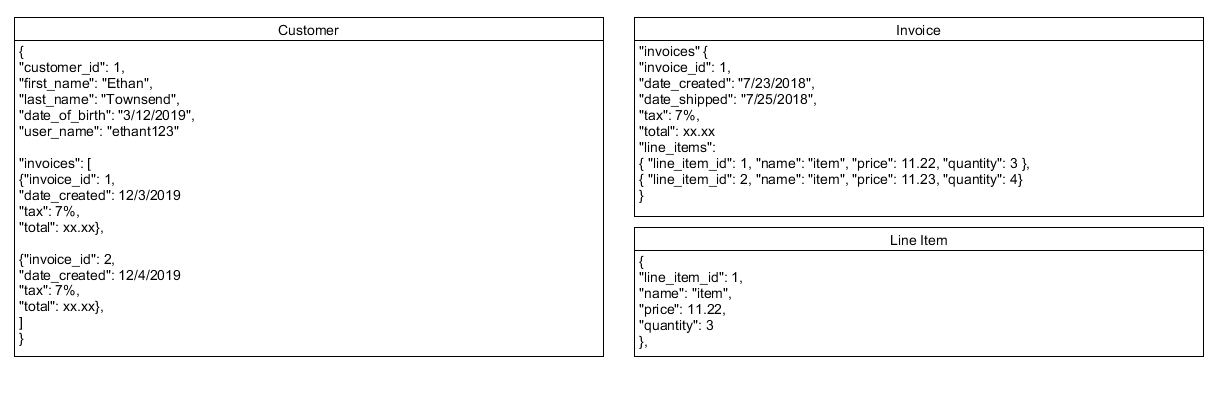 Customer
{
"customer_id": 1,
"first_name": "Ethan",
"last_name": "Townsend",
"date_of_birth": "3/12/2019",
"user_name": "ethant123"
"invoices": [
{"invoice_id": 1,
"date_created": 12/3/2019
"tax": 7%,
"total": xx.xx},
{"invoice_id": 2,
"date_created": 12/4/2019
"tax": 7%,
"total": xx.xx},
]
}
Invoice
"invoices" {
"invoice_id": 1,
"date_created": "7/23/2018",
"date_shipped": "7/25/2018",
"tax": 7%,
"total": xx.xx
"line_items":
{ "line_item_id": 1, "name": "item", "price": 11.22, "quantity": 3 },
{ "line_item_id": 2, "name": "item", "price": 11.23, "quantity": 4}
}
Line Item
{
"line_item_id": 1,
"name": "item",
"price": 11.22,
"quantity": 3
},